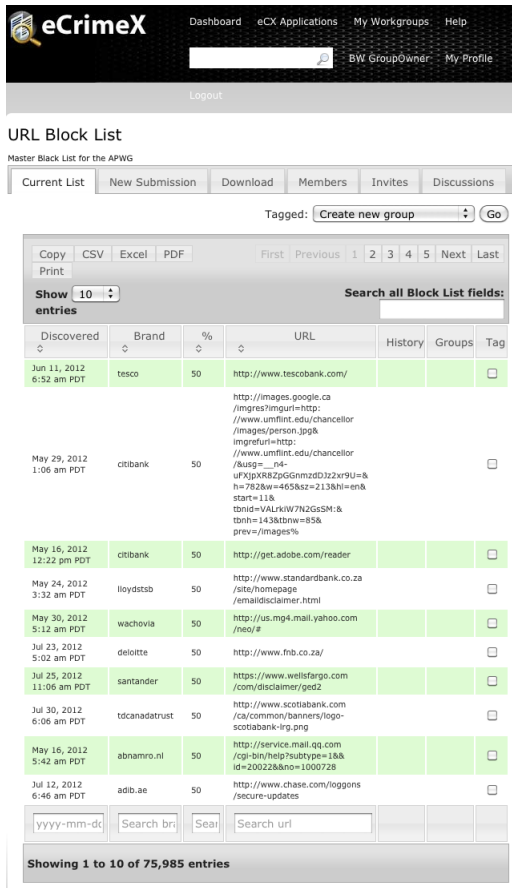 eCrimeX
Dashboard eCX Applications My Workgroups Help
BW GroupOwner My Profile
Logout
URL Block List
Master Black List for the APWG
Current List New Submission Download Members Invites Discussions
Tagged: Create new group Go
Copy CSV Excel PDF First Previous 1 2 3 4 5 Next Last
Print
Show 10 Search all Block List fields:
entries
Discovered Brand % URL History Groups Tag
Jun 11, 2012
6:52 am PDT tesco 50 http://www.tescobank.com/
http://images.google.ca
/imgres?imgurl=http:
//www.umflint.edu/chancellor
/images/person.jpg&
imgrefurl=http:
//www.umflint.edu/chancellor
/&usg=__n4-
May 29, 2012
1:06 am PDT citibank 50 uFXJpXR8ZpGGnmzdDJz2xr9U=&
h=782&w=465&sz=213&hl=en&
start=11&
tbnid=VALrkiW7N2GsSM:&
tbnh=143&tbnw=85&
prev=/images%
May 16, 2012
12:22 pm PDT citibank 50 http://get.adobe.com/reader
May 24, 2012
3:32 am PDT lloydstsb 50 http://www.standardbank.co.za
/site/homepage
/emaildisclaimer.html
May 30, 2012
5:12 am PDT wachovia 50 http://us.mg4.mail.yahoo.com
/neo/#
Jul 23, 2012
5:02 am PDT deloitte 50 http://www.fnb.co.za/
Jul 25, 2012
11:06 am PDT santander 50 https://www.wellsfargo.com
/com/disclaimer/ged2
Jul 30, 2012
6:06 am PDT tdcanadatrust 50 http://www.scotiabank.com
/ca/common/banners/logo-
scotiabank-lrg.png
May 16, 2012
5:42 am PDT abnamro.nl 50 http://service.mail.qq.com
/cgi-bin/help?subtype=1&&
id=20022&&no=1000728
Jul 12, 2012
6:46 am PDT adib.ae 50 http://www.chase.com/loggons
/secure-updates
yyyy-mm-dd Search bra Sear Search url
Showing 1 to 10 of 75,985 entries